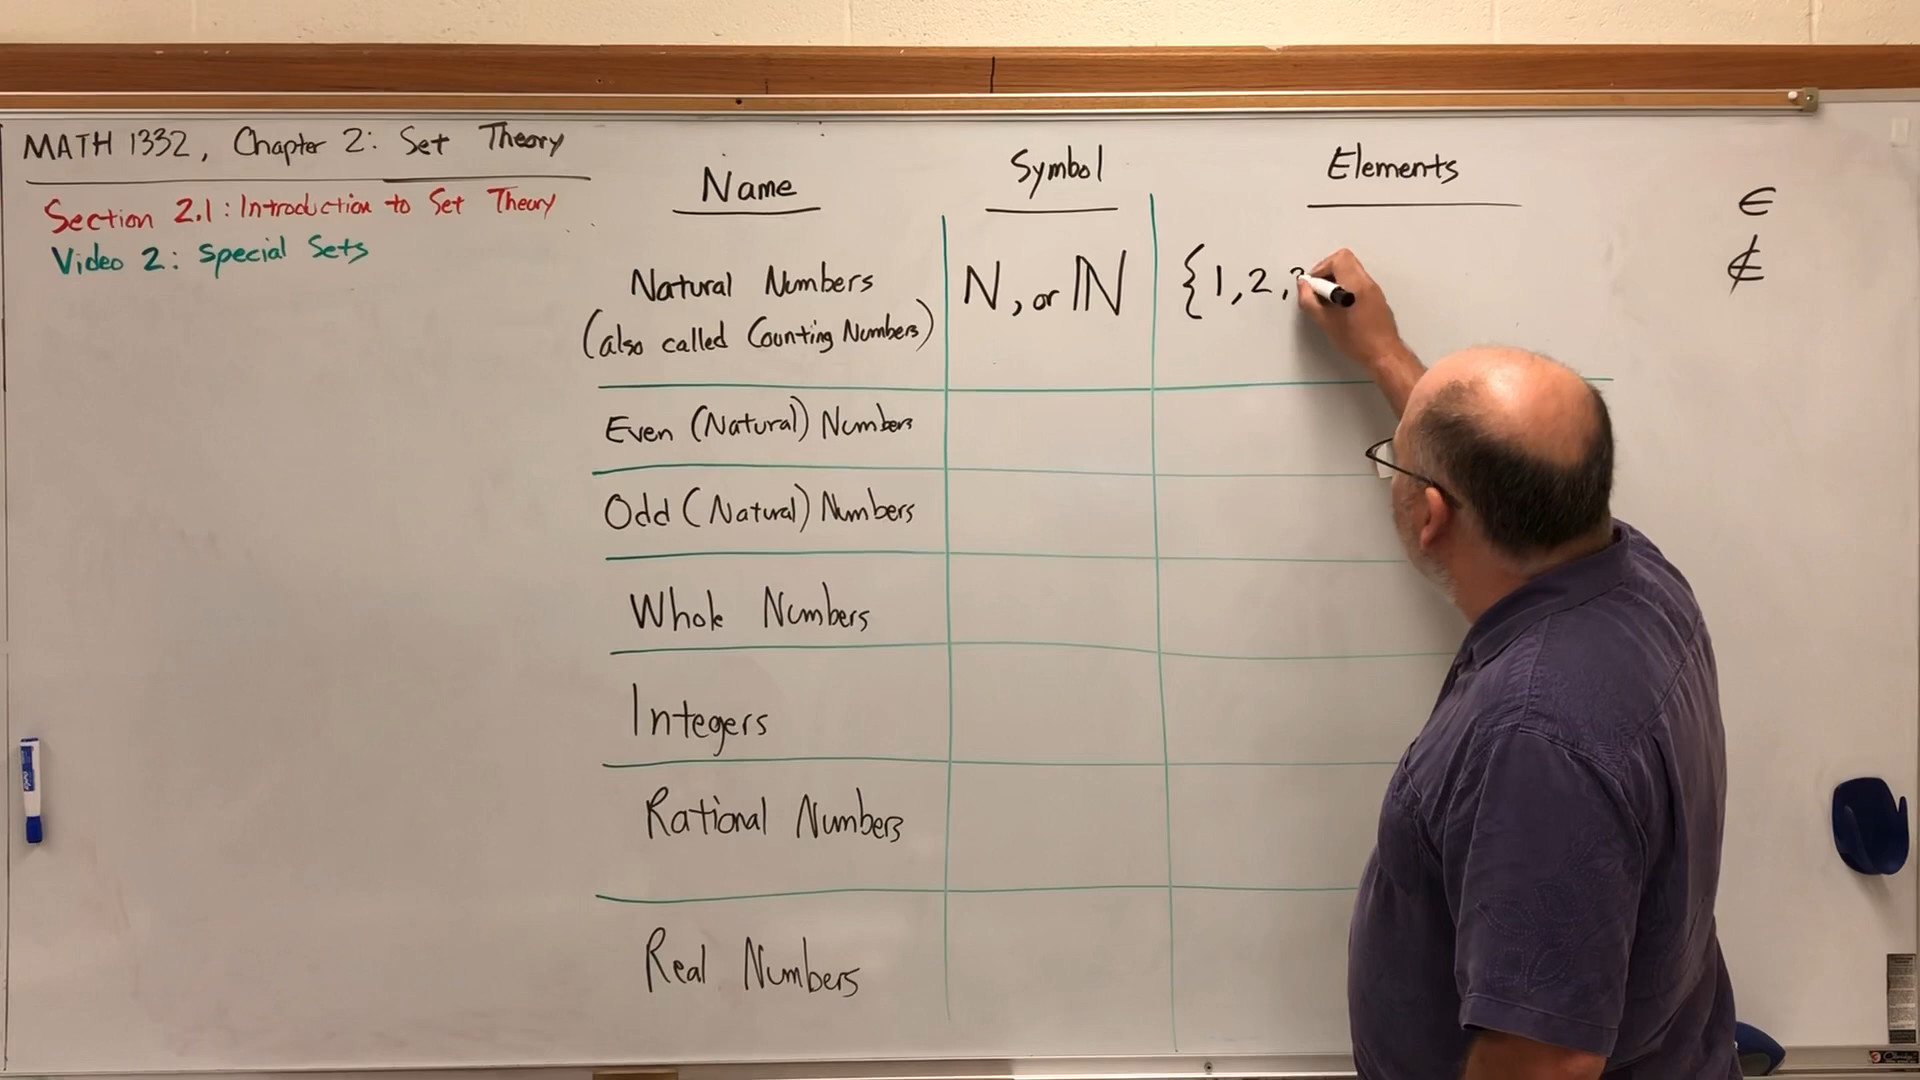 MATH 1332, Chapter 2: Set Theory
Section 2.1: Introduction to Set Theory
Video 2: Special Sets
Name Symbol Elements
Natural Numbers
(also called Counting Numbers)
N, or ℕ
{1,2,3
∈
∉
Even (Natural) Numbers
Odd (Natural) Numbers
Whole Numbers
Integers
Rational Numbers
Real Numbers